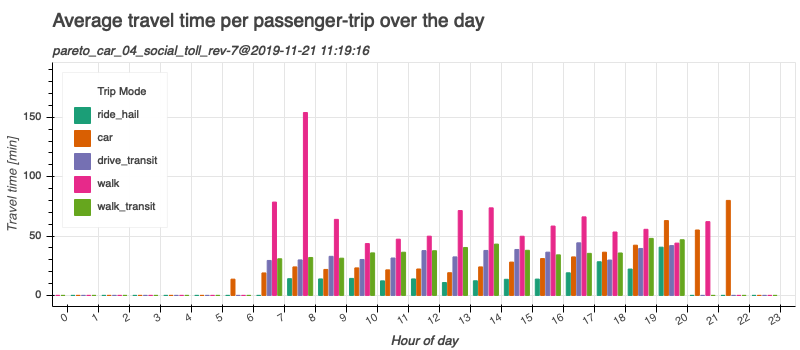 Average travel time per passenger-trip over the day
pareto_car_04_social_toll_rev-7@2019-11-21 11:19:16
Trip Mode
ride_hail
car
drive_transit
walk
walk_transit
Travel time [min]
150
100
50
0
0 1 2 3 4 5 6 7 8 9 10 11 12 13 14 15 16 17 18 19 20 21 22 23
Hour of day